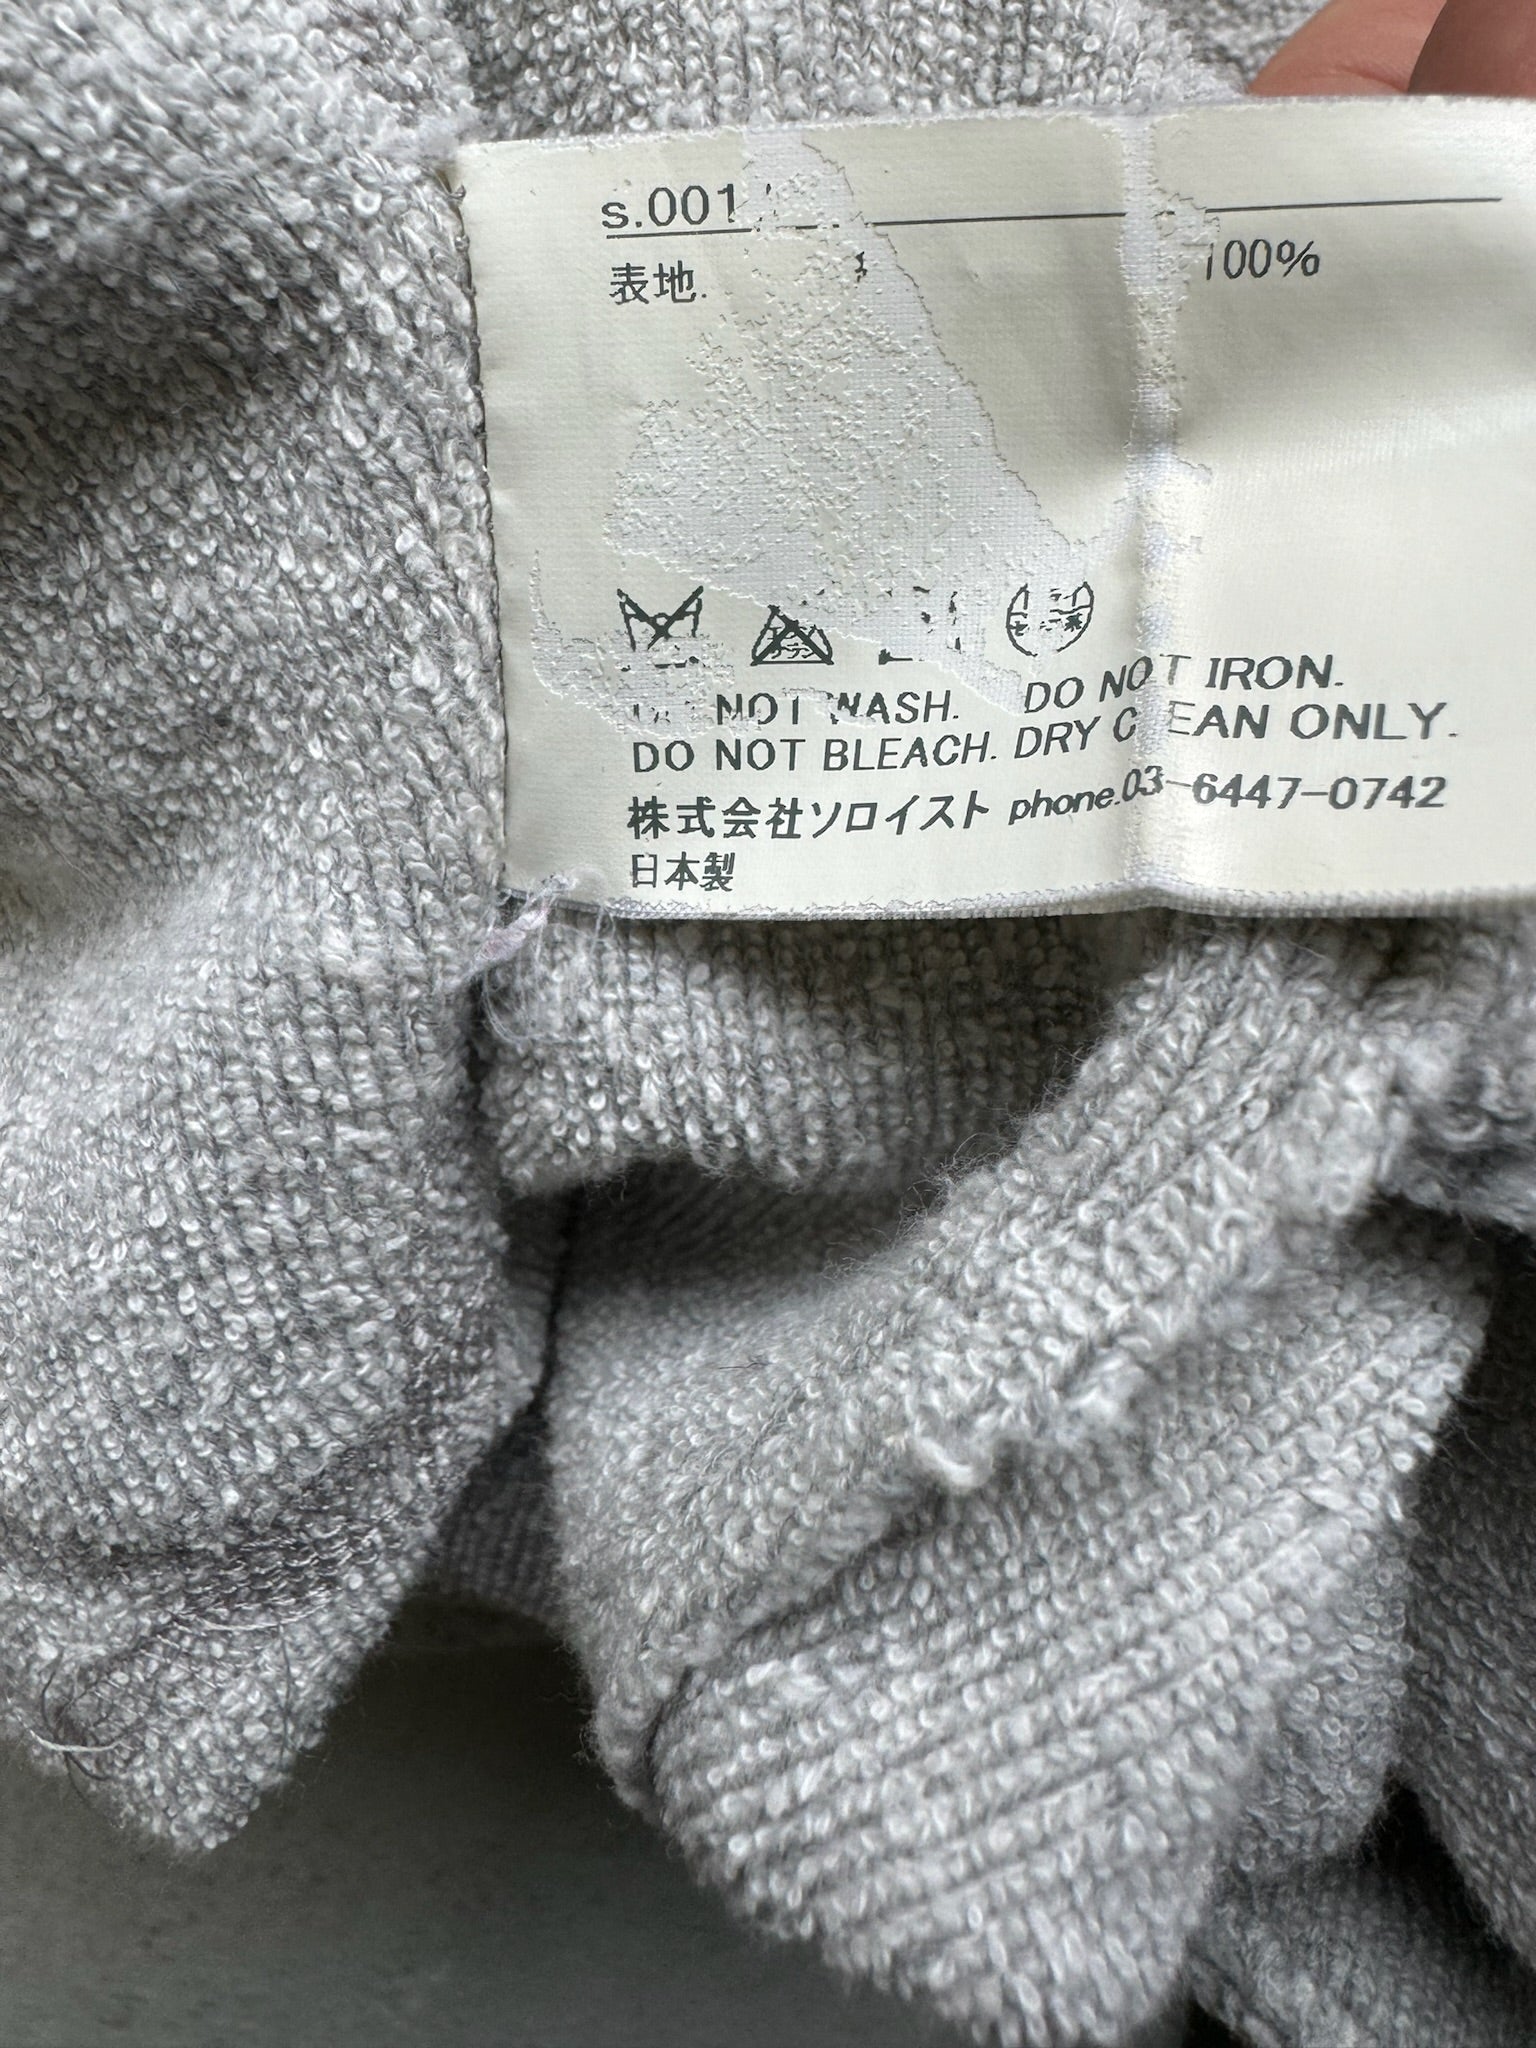 s.001
表地. 100%
NOT WASH. DO NOT IRON.
DO NOT BLEACH. DRY CLEAN ONLY.
株式会社ソロイスト phone.03-6447-0742
日本製